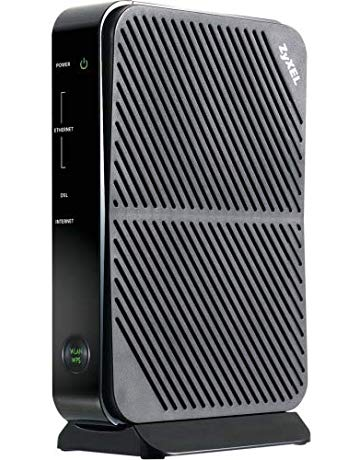 POWER
ETHERNET
DSL
INTERNET
WLAN
WPS
ZyXEL